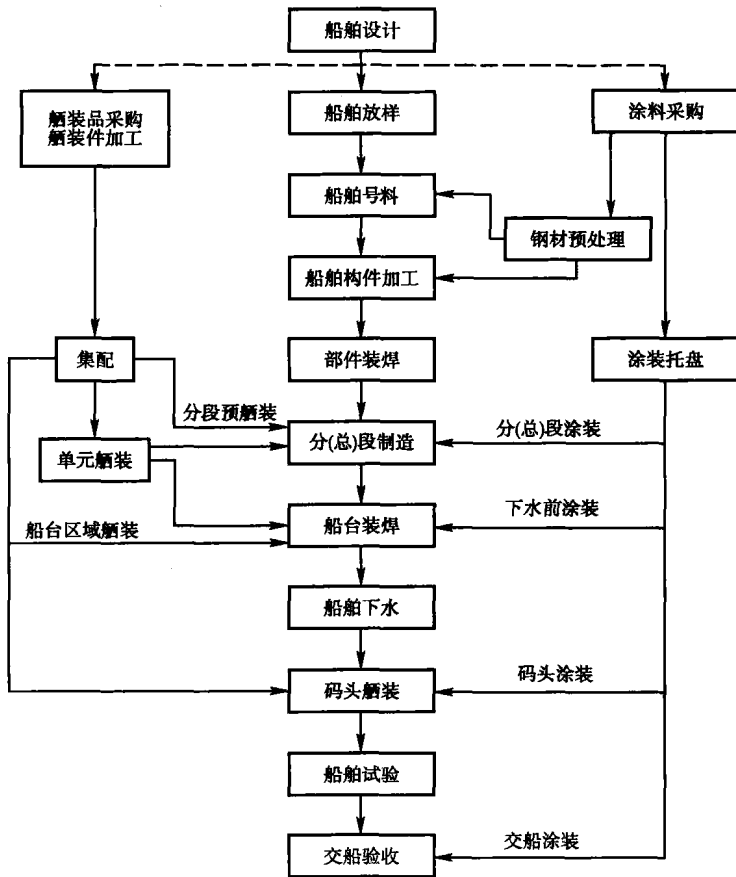 船舶设计
舾装品采购
舾装件加工
船舶放样
涂料采购
船舶号料
钢材预处理
船舶构件加工
集配
部件装焊
涂装托盘
分段预舾装
分(总)段涂装
单元舾装
分(总)段制造
船台区域舾装
船台装焊
下水前涂装
船舶下水
码头舾装
码头涂装
船舶试验
交船验收
交船涂装